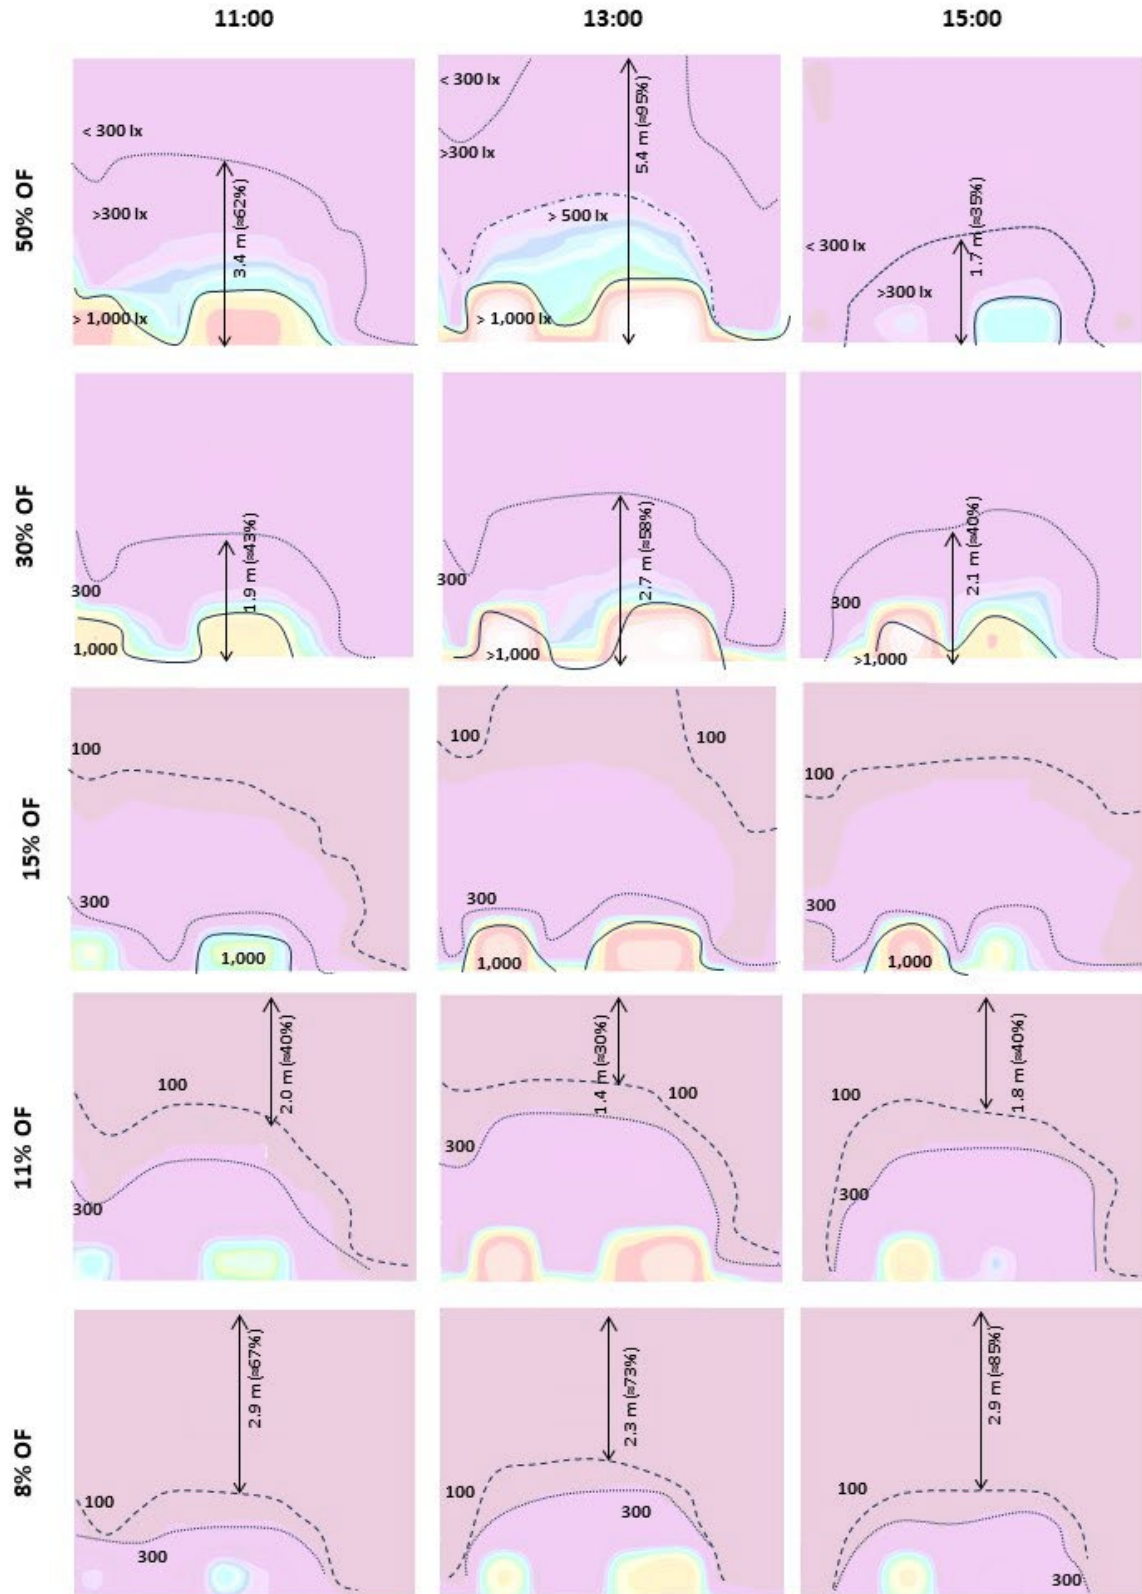 11:00 13:00 15:00
50% OF
< 300 lx
>300 lx
> 1,000 lx
3.4 m (≈62%)
< 300 lx
>300 lx
> 500 lx
> 1,000 lx
5.4 m (≈95%)
< 300 lx
>300 lx
1.7 m (≈35%)
30% OF
300
1,000
1.9 m (≈43%)
300
>1,000
2.7 m (≈58%)
300
>1,000
2.1 m (≈40%)
15% OF
100
300
1,000
100
300
1,000
100
300
1,000
11% OF
100
300
2.0 m (≈40%)
300
1.4 m (≈30%)
100
100
300
1.8 m (≈40%)
8% OF
100
300
2.9 m (≈67%)
100
300
2.3 m (≈73%)
100
300
2.9 m (≈85%)